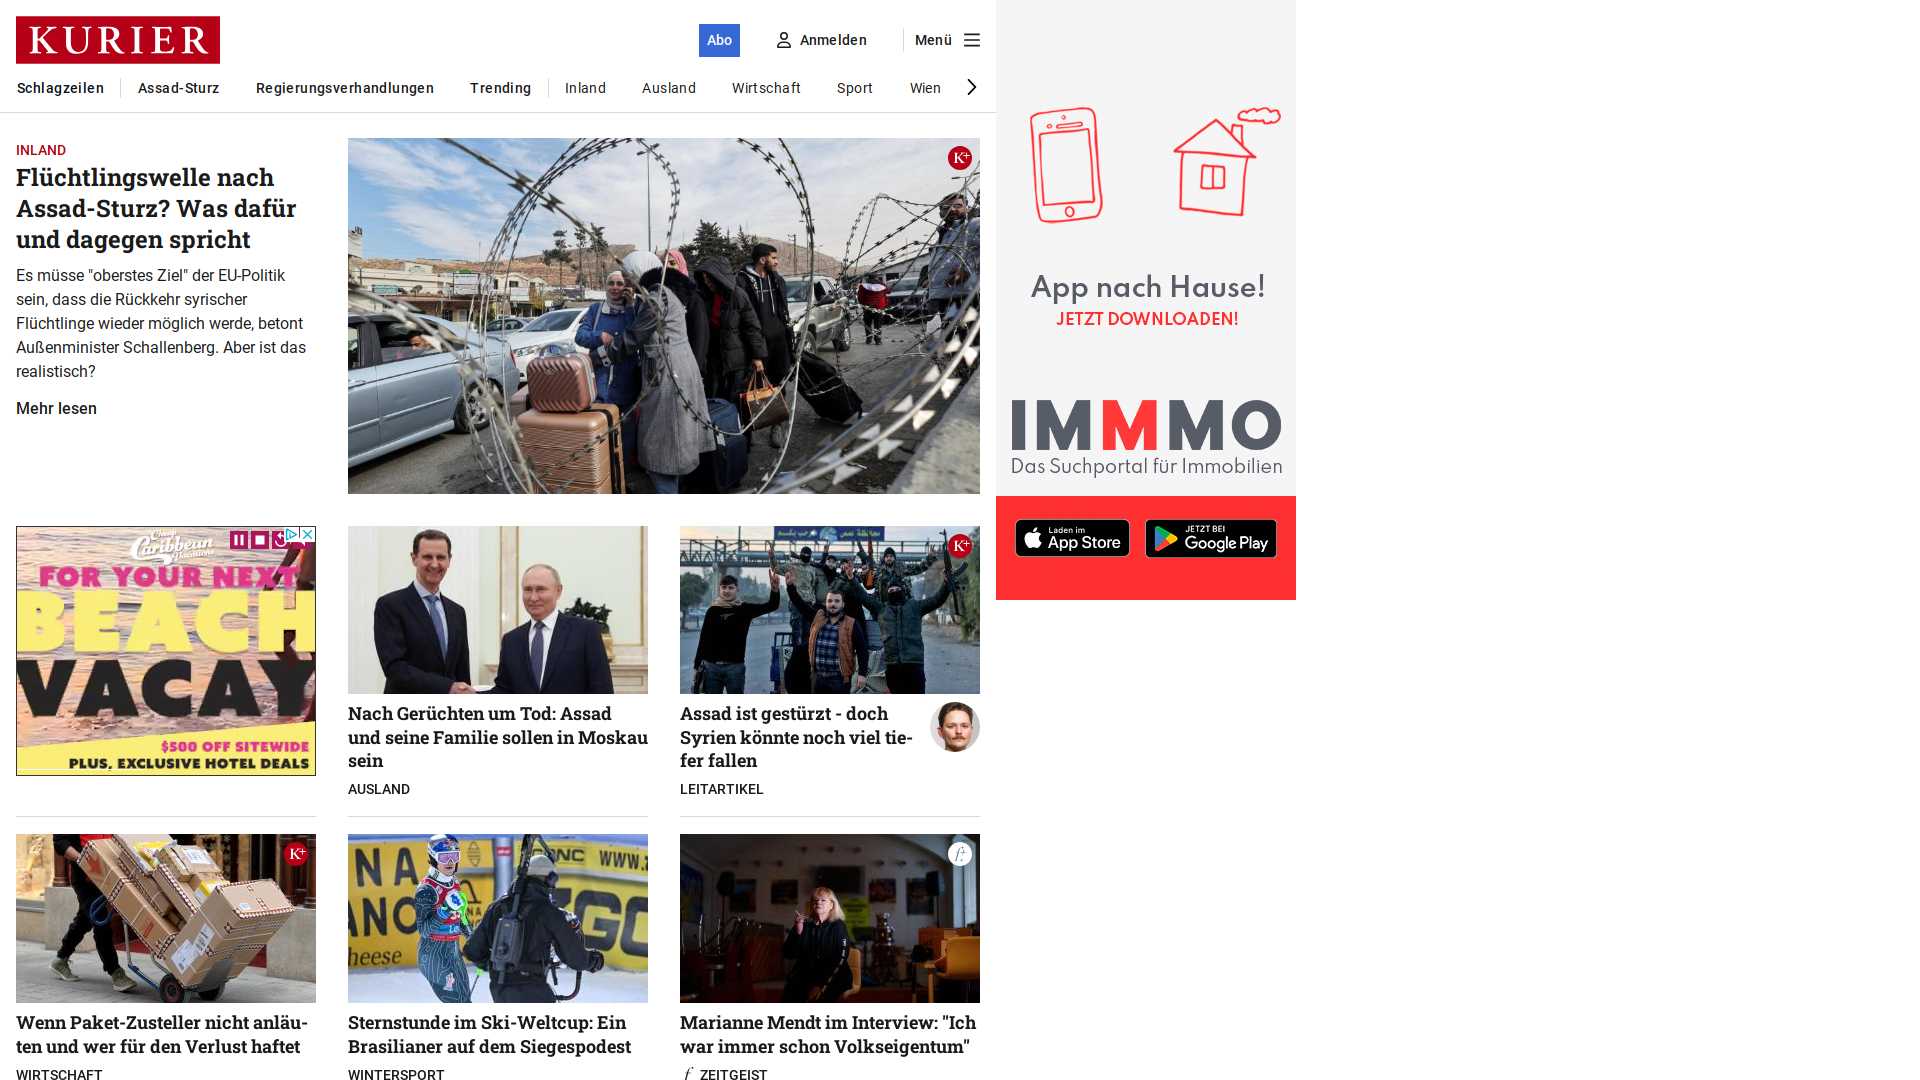 KURIER
Abo
Anmelden
Menü
Schlagzeilen
Assad-Sturz
Regierungsverhandlungen
Trending
Inland
Ausland
Wirtschaft
Sport
Wien
INLAND
Flüchtlingswelle nach
Assad-Sturz? Was dafür
und dagegen spricht
Es müsse "oberstes Ziel" der EU-Politik
sein, dass die Rückkehr syrischer
Flüchtlinge wieder möglich werde, betont
Außenminister Schallenberg. Aber ist das
realistisch?
Mehr lesen
K+
App nach Hause!
JETZT DOWNLOADEN!
IMMMO
Das Suchportal für Immobilien
Laden im
App Store
JETZT BEI
Google Play
Cheap
Caribbean
Vacations
FOR YOUR NEXT
BEACH
VACAY
$500 OFF SITEWIDE
PLUS, EXCLUSIVE HOTEL DEALS
Nach Gerüchten um Tod: Assad
und seine Familie sollen in Moskau
sein
AUSLAND
K+
Assad ist gestürzt - doch
Syrien könnte noch viel tie-
fer fallen
LEITARTIKEL
K+
Wenn Paket-Zusteller nicht anläu-
ten und wer für den Verlust haftet
WIRTSCHAFT
Sternstunde im Ski-Weltcup: Ein
Brasilianer auf dem Siegespodest
WINTERSPORT
f+
Marianne Mendt im Interview: "Ich
war immer schon Volkseigentum"
f ZEITGEIST